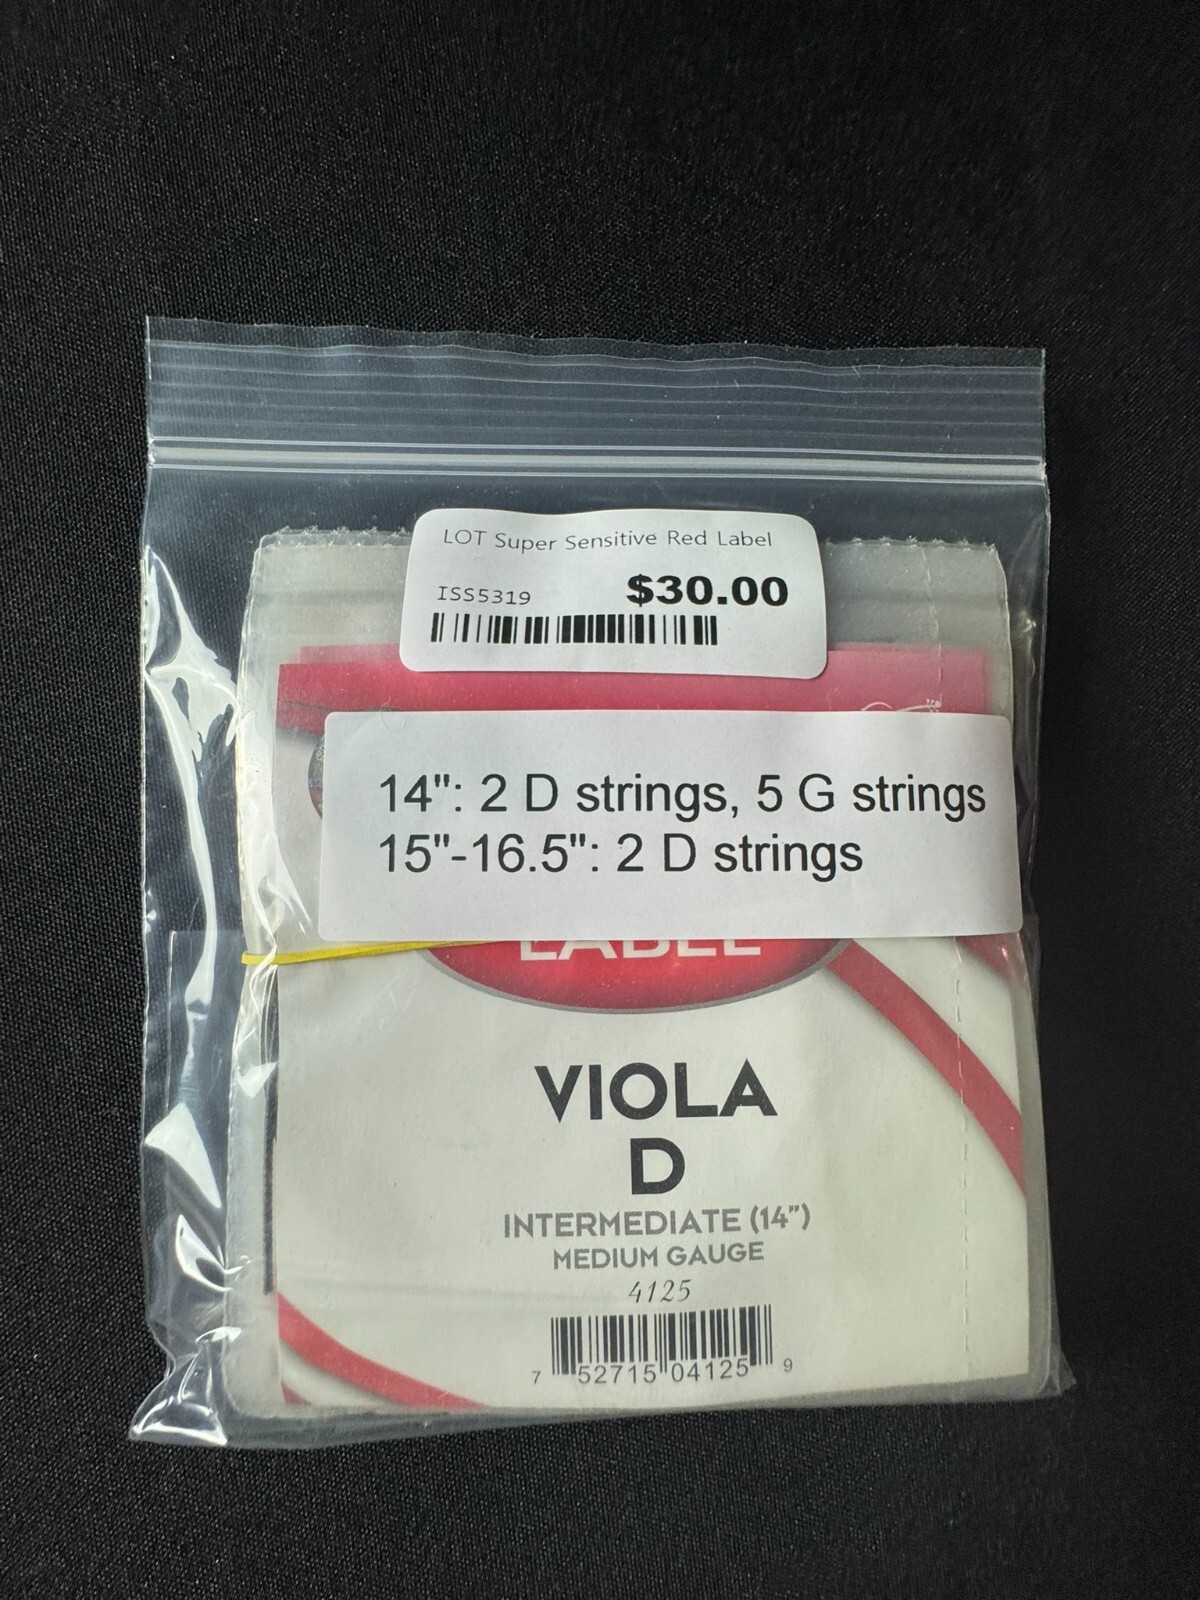 LOT Super Sensitive Red Label
ISS5319 $30.00
14": 2 D strings, 5 G strings
15"-16.5": 2 D strings
LABEL
VIOLA
D
INTERMEDIATE (14")
MEDIUM GAUGE
4125
7 52715 04125 9